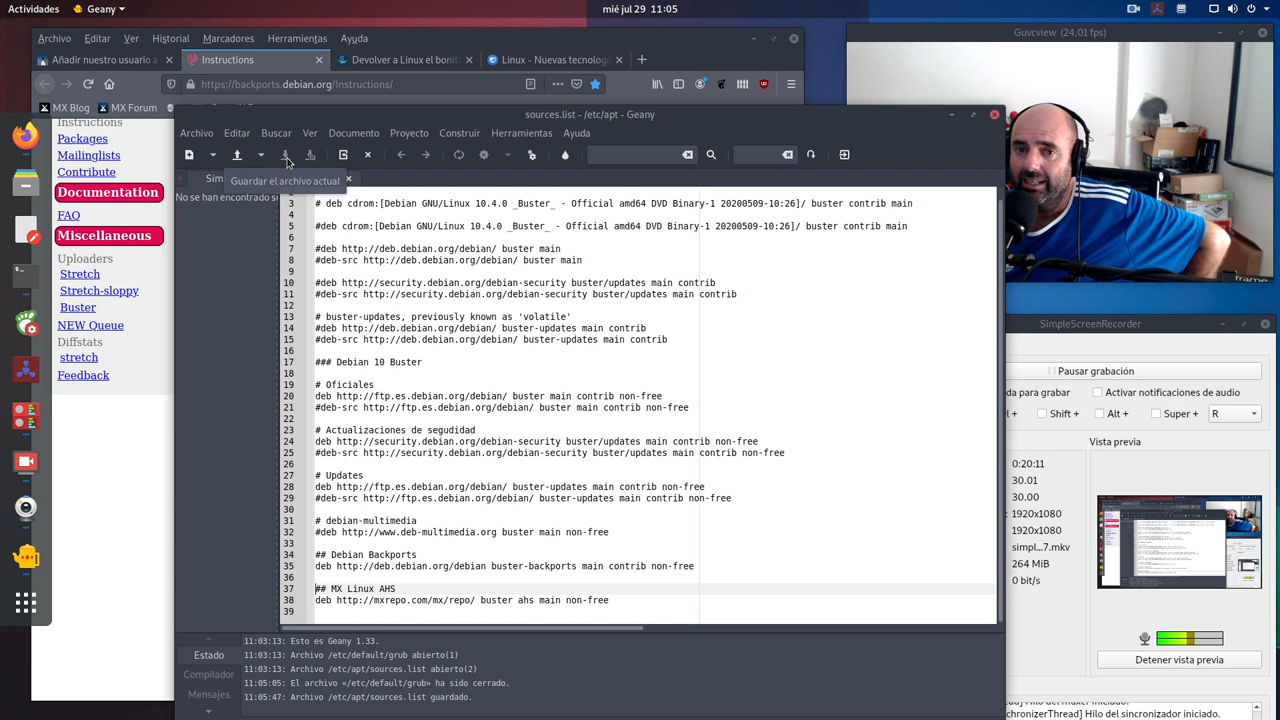 Actividades
Geany
mié jul 29 11:05
Archivo Editar Ver Historial Marcadores Herramientas Ayuda
Guvcview (24,01 fps)
Añadir nuestro usuario a
Instructions
Devolver a Linux el bonit
Linux - Nuevas tecnolog
https://backports.debian.org/Instructions/
MX Blog
MX Forum
Instructions
Packages
Mailinglists
Contribute
Documentation
FAQ
Miscellaneous
Uploaders
Stretch
Stretch-sloppy
Buster
NEW Queue
Diffstats
stretch
Feedback
sources.list - /etc/apt - Geany
Archivo Editar Buscar Ver Documento Proyecto Construir Herramientas Ayuda
Guardar el archivo actual
No se han encontrado
3 # deb cdrom:[Debian GNU/Linux 10.4.0 _Buster_ - Official amd64 DVD Binary-1 20200509-10:26]/ buster contrib main
4
5 #deb cdrom:[Debian GNU/Linux 10.4.0 _Buster_ - Official amd64 DVD Binary-1 20200509-10:26]/ buster contrib main
6
7 #deb http://deb.debian.org/debian/ buster main
8 #deb-src http://deb.debian.org/debian/ buster main
9
10 #deb http://security.debian.org/debian-security buster/updates main contrib
11 #deb-src http://security.debian.org/debian-security buster/updates main contrib
12
13 # buster-updates, previously known as 'volatile'
14 #deb http://deb.debian.org/debian/ buster-updates main contrib
15 #deb-src http://deb.debian.org/debian/ buster-updates main contrib
16
17 ### Debian 10 Buster
18
19 # Oficiales
20 deb http://ftp.es.debian.org/debian/ buster main contrib non-free
21 #deb-src http://ftp.es.debian.org/debian/ buster main contrib non-free
22
23 # Actualizaciones de segudidad
24 deb http://security.debian.org/debian-security buster/updates main contrib non-free
25 #deb-src http://security.debian.org/debian-security buster/updates main contrib non-free
26
27 # Updates
28 deb http://ftp.es.debian.org/debian/ buster-updates main contrib non-free
29 #deb-src http://ftp.es.debian.org/debian/ buster-updates main contrib non-free
30
31 # debian-multimedia
32 deb http://www.deb-multimedia.org buster main non-free
33
34 ## Debian Backports
35 deb http://deb.debian.org/debian buster-backports main contrib non-free
36
37 ## MX Linux AHS
38 deb http://mxrepo.com/mx/repo/ buster ahs main non-free
39
Estado
Compilador
Mensajes
11:03:13: Esto es Geany 1.33.
11:03:13: Archivo /etc/default/grub abierto(1)
11:03:13: Archivo /etc/apt/sources.list abierto(2)
11:05:05: El archivo «/etc/default/grub» ha sido cerrado.
11:05:47: Archivo /etc/apt/sources.list guardado.
frame
SimpleScreenRecorder
Pausar grabación
da para grabar
Activar notificaciones de audio
Shift + Alt + Super + R
Vista previa
0:20:11
30.01
30.00
1920x1080
1920x1080
simpl...7.mkv
264 MiB
0 bit/s
Detener vista previa
chronizerThread] Hilo del sincronizador iniciado.